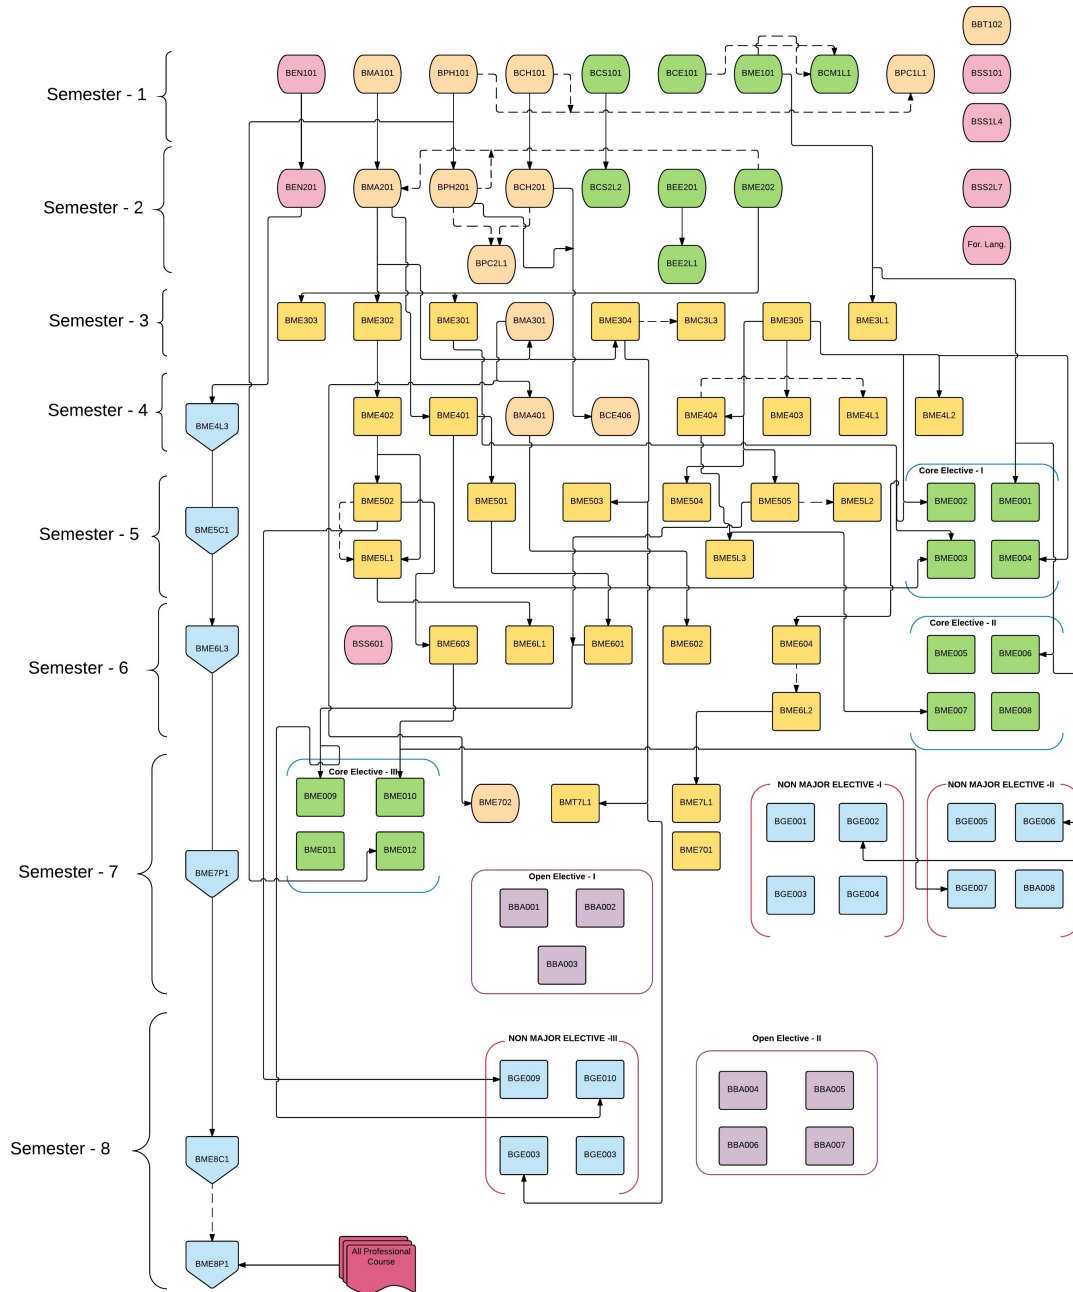 BBT102
Semester - 1
BEN101
BMA101
BPH101
BCH101
BCS101
BCE101
BME101
BCM1L1
BPC1L1
BSS101
BSS1L4
Semester - 2
BEN201
BMA201
BPH201
BCH201
BCS2L2
BEE201
BME202
BSS2L7
BPC2L1
BEE2L1
For. Lang.
Semester - 3
BME303
BME302
BME301
BMA301
BME304
BMC3L3
BME305
BME3L1
Semester - 4
BME4L3
BME402
BME401
BMA401
BCE406
BME404
BME403
BME4L1
BME4L2
Core Elective - I
Semester - 5
BME5C1
BME502
BME501
BME503
BME504
BME505
BME5L2
BME002
BME001
BME5L1
BME5L3
BME003
BME004
Core Elective - II
Semester - 6
BME6L3
BSS601
BME603
BME6L1
BME601
BME602
BME604
BME005
BME006
BME6L2
BME007
BME008
Core Elective - III
NON MAJOR ELECTIVE -I
NON MAJOR ELECTIVE -II
Semester - 7
BME009
BME010
BME702
BMT7L1
BME7L1
BGE001
BGE002
BGE005
BGE006
BME011
BME012
BME701
BME7P1
Open Elective - I
BGE003
BGE004
BGE007
BBA008
BBA001
BBA002
BBA003
NON MAJOR ELECTIVE -III
Open Elective - II
Semester - 8
BGE009
BGE010
BBA004
BBA005
BME8C1
BGE003
BGE003
BBA006
BBA007
BME8P1
All Professional
Course